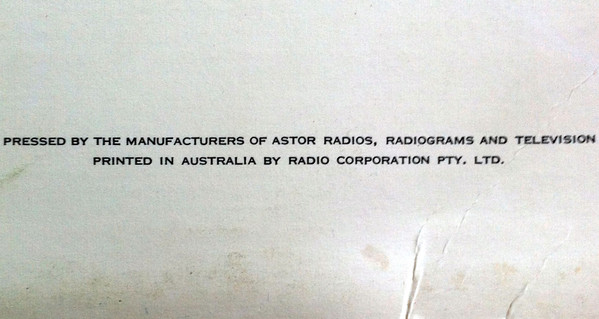 PRESSED BY THE MANUFACTURERS OF ASTOR RADIOS, RADIOGRAMS AND TELEVISION
PRINTED IN AUSTRALIA BY RADIO CORPORATION PTY. LTD.